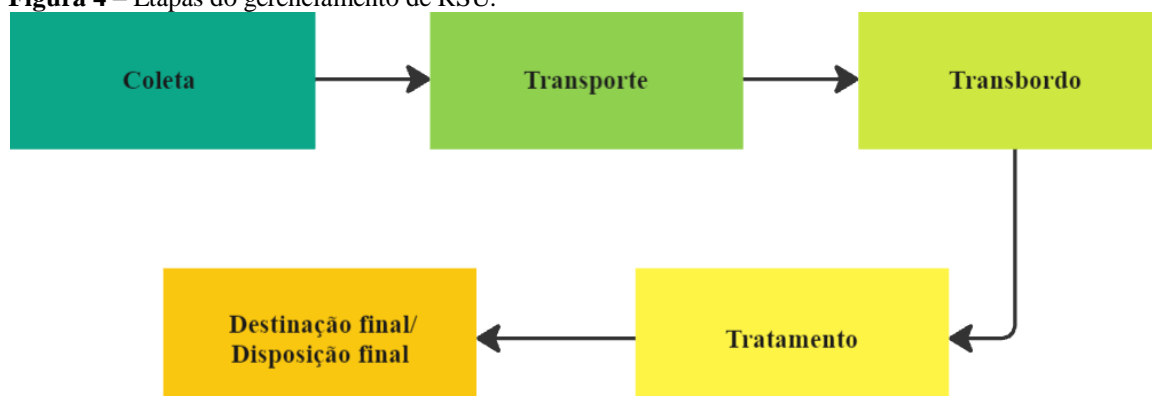 Figura 4 – Etapas do gerenciamento de RSU.
Coleta
Transporte
Transbordo
Tratamento
Destinação final/
Disposição final